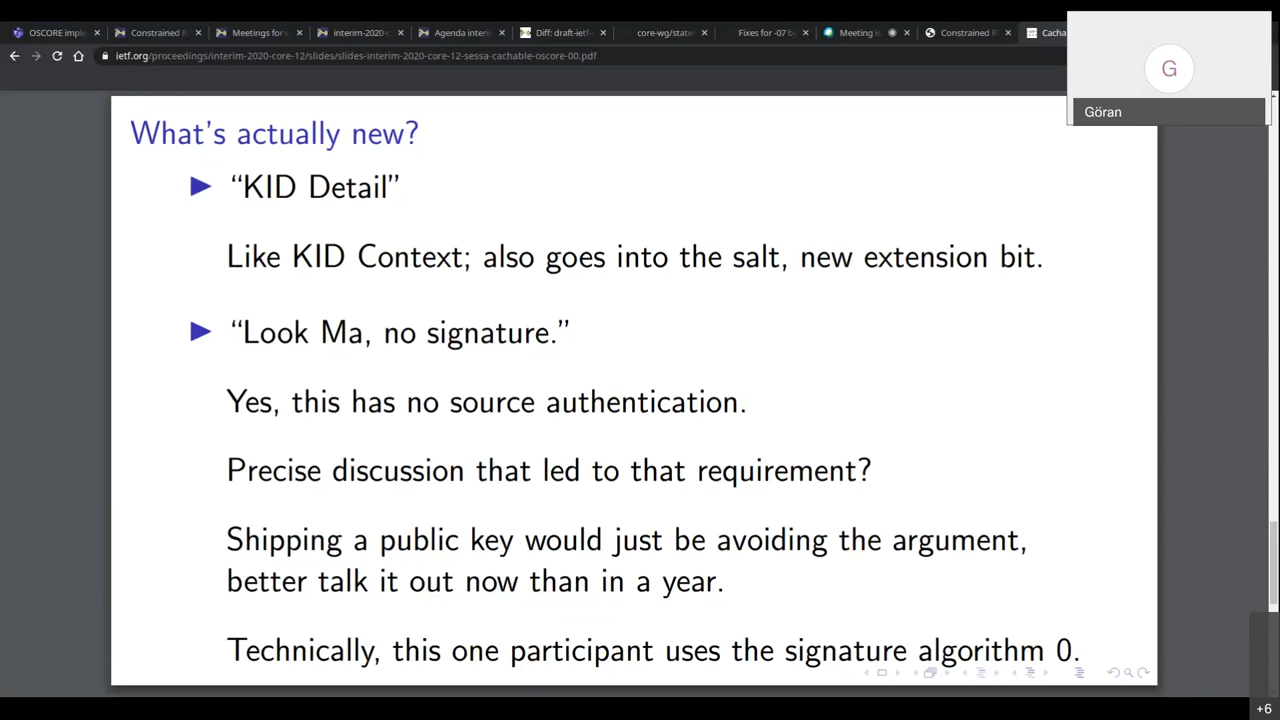 OSCORE imple
Constrained R
Meetings for c
interim-2020-c
Agenda interi
Diff: draft-ietf-c
core-wg/state
Fixes for -07 by
Meeting is
Constrained R
Cacha
ietf.org/proceedings/interim-2020-core-12/slides/slides-interim-2020-core-12-sessa-cachable-oscore-00.pdf
G
Göran
What's actually new?
“KID Detail”
Like KID Context; also goes into the salt, new extension bit.
“Look Ma, no signature.”
Yes, this has no source authentication.
Precise discussion that led to that requirement?
Shipping a public key would just be avoiding the argument,
better talk it out now than in a year.
Technically, this one participant uses the signature algorithm 0.
+6